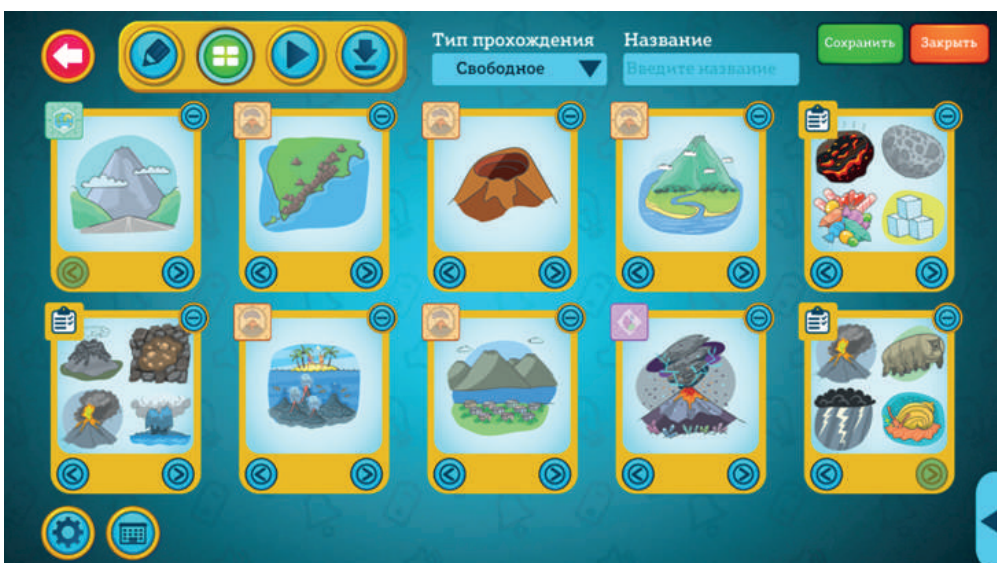 Тип прохождения
Название
Сохранить
Закрыть
Свободное
Введите название